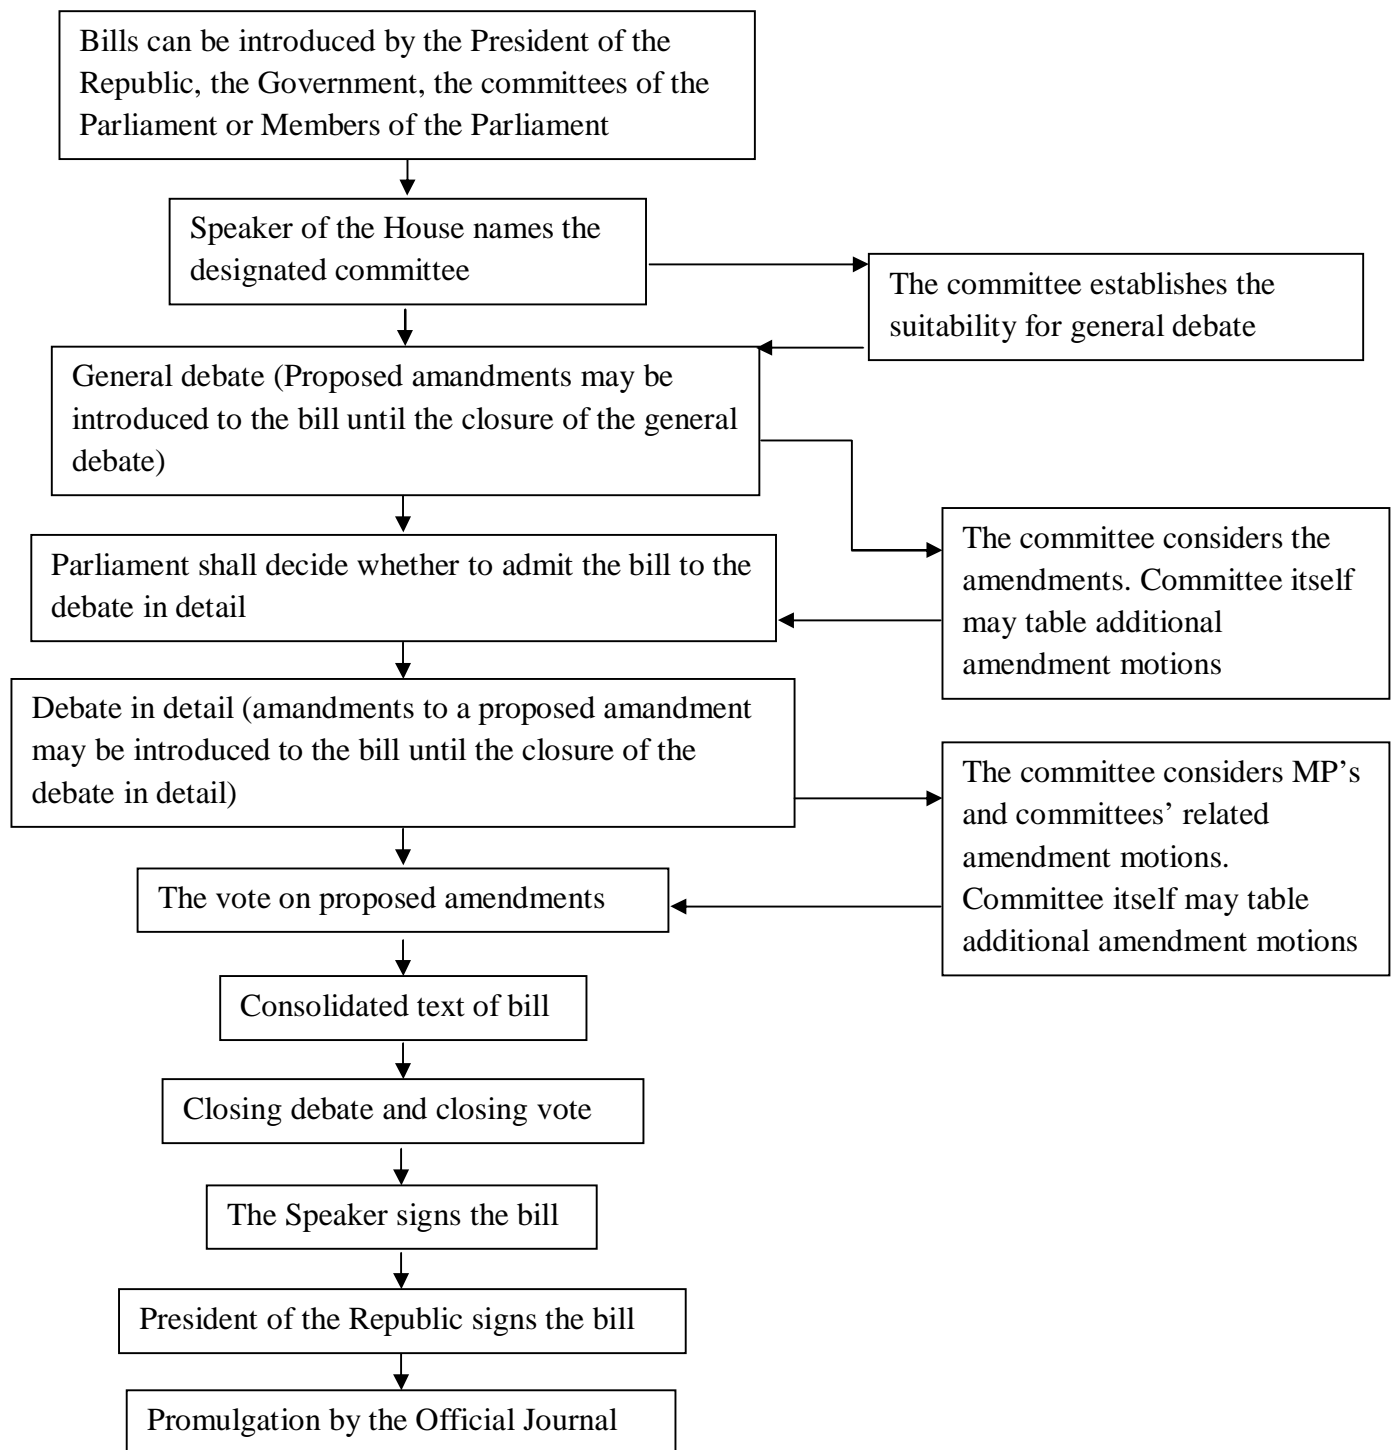 Bills can be introduced by the President of the
Republic, the Government, the committees of the
Parliament or Members of the Parliament
Speaker of the House names the
designated committee
The committee establishes the
suitability for general debate
General debate (Proposed amandments may be
introduced to the bill until the closure of the general
debate)
The committee considers the
amendments. Committee itself
may table additional
amendment motions
Parliament shall decide whether to admit the bill to the
debate in detail
Debate in detail (amandments to a proposed amandment
may be introduced to the bill until the closure of the
debate in detail)
The committee considers MP’s
and committees’ related
amendment motions.
Committee itself may table
additional amendment motions
The vote on proposed amendments
Consolidated text of bill
Closing debate and closing vote
The Speaker signs the bill
President of the Republic signs the bill
Promulgation by the Official Journal